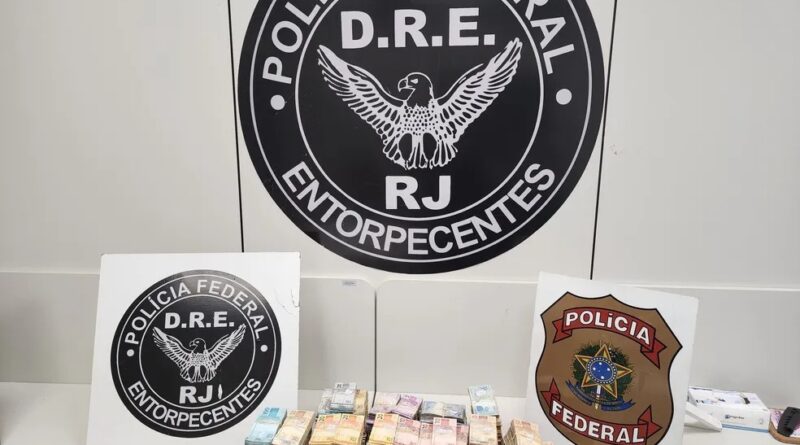 POLÍCIA FEDERAL
D.R.E.
RJ
ENTORPECENTES
POLÍCIA FEDERAL
D.R.E.
RJ
ENTORPECENTES
POLÍCIA
FEDERAL